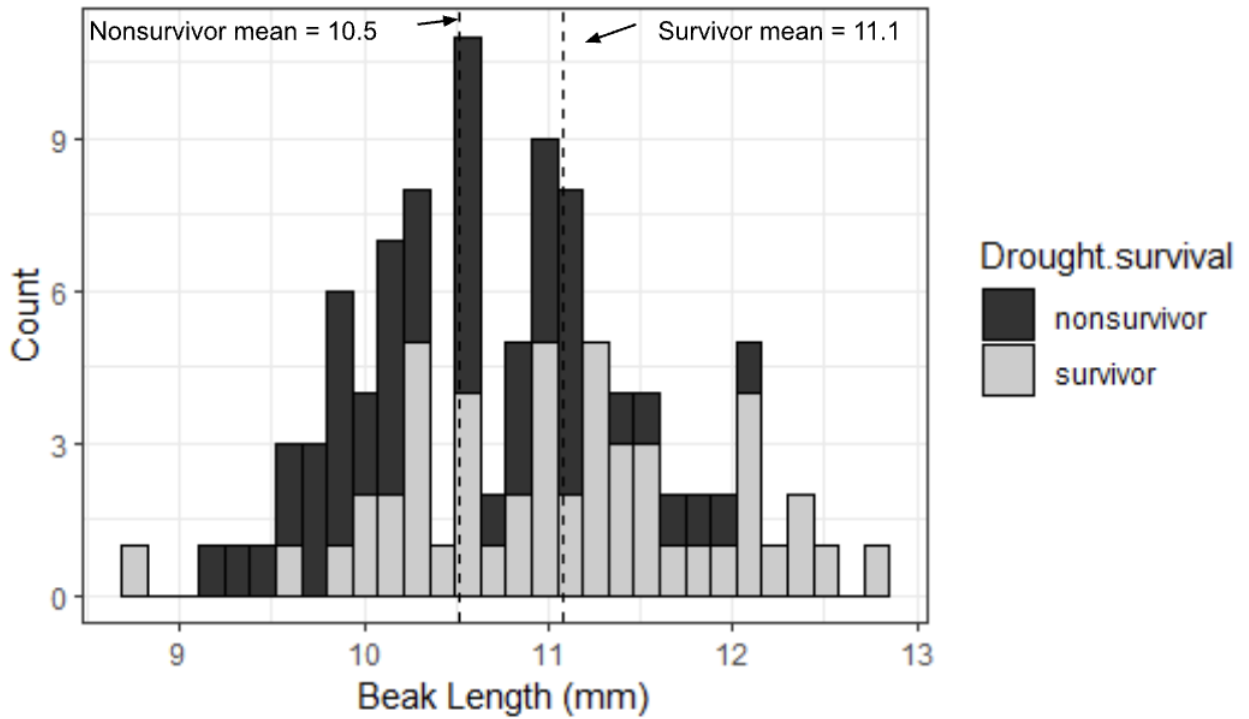 Nonsurvivor mean = 10.5
Survivor mean = 11.1
9
6
3
0
Count
9 10 11 12 13
Beak Length (mm)
Drought.survival
nonsurvivor
survivor